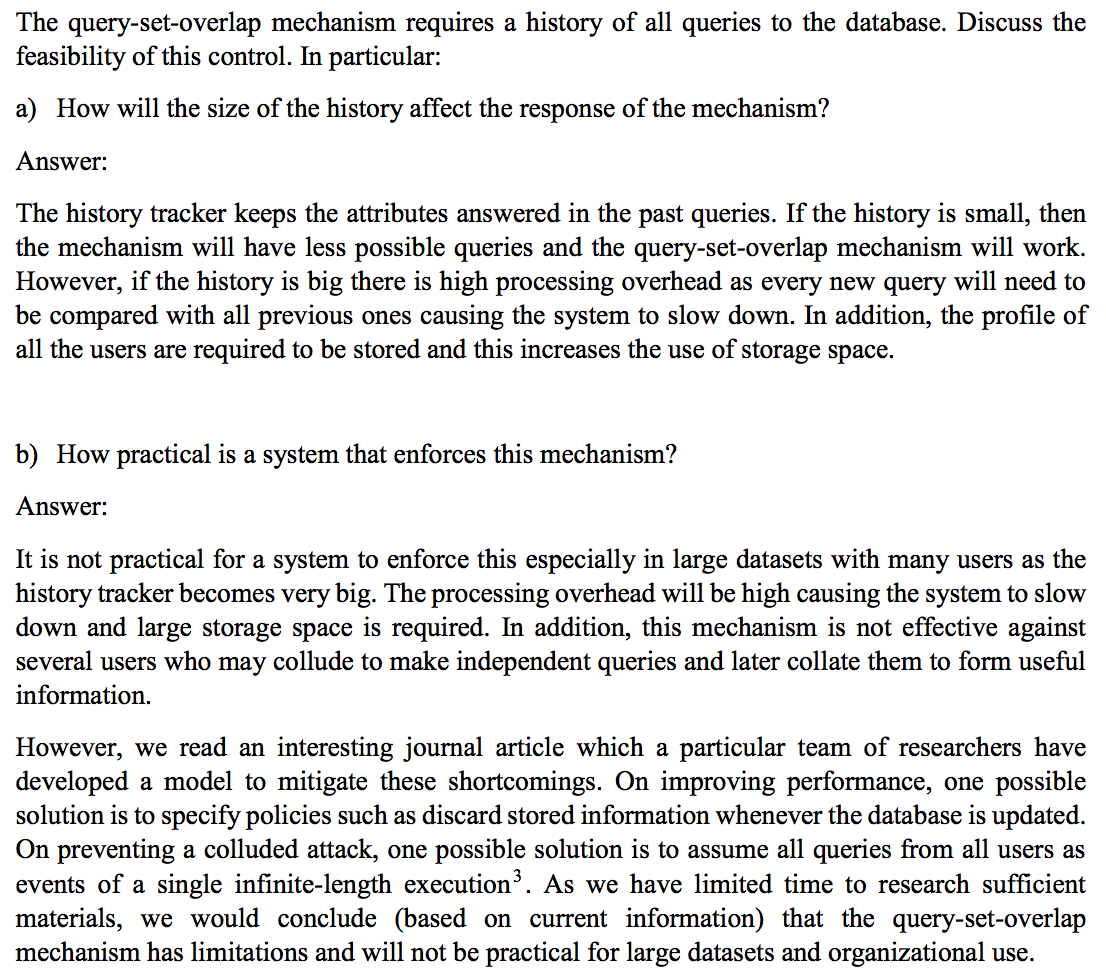 The query-set-overlap mechanism requires a history of all queries to the database. Discuss the
feasibility of this control. In particular:
a) How will the size of the history affect the response of the mechanism?
Answer:
The history tracker keeps the attributes answered in the past queries. If the history is small, then
the mechanism will have less possible queries and the query-set-overlap mechanism will work.
However, if the history is big there is high processing overhead as every new query will need to
be compared with all previous ones causing the system to slow down. In addition, the profile of
all the users are required to be stored and this increases the use of storage space.
b) How practical is a system that enforces this mechanism?
Answer:
It is not practical for a system to enforce this especially in large datasets with many users as the
history tracker becomes very big. The processing overhead will be high causing the system to slow
down and large storage space is required. In addition, this mechanism is not effective against
several users who may collude to make independent queries and later collate them to form useful
information.
However, we read an interesting journal article which a particular team of researchers have
developed a model to mitigate these shortcomings. On improving performance, one possible
solution is to specify policies such as discard stored information whenever the database is updated.
On preventing a colluded attack, one possible solution is to assume all queries from all users as
events of a single infinite-length execution³. As we have limited time to research sufficient
materials, we would conclude (based on current information) that the query-set-overlap
mechanism has limitations and will not be practical for large datasets and organizational use.